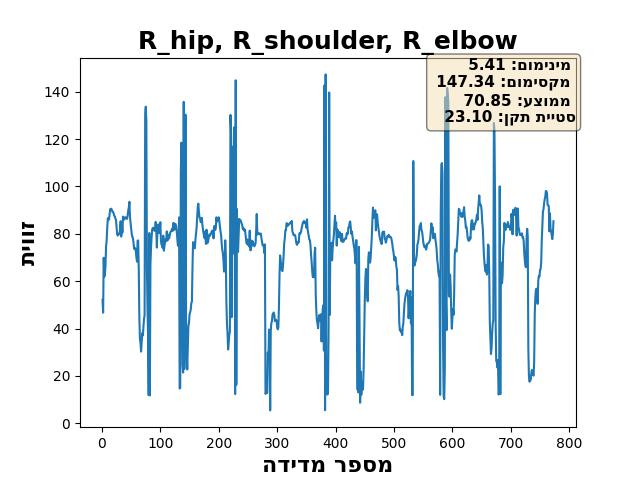 R_hip, R_shoulder, R_elbow
מינימום: 5.41
מקסימום: 147.34
ממוצע: 70.85
סטיית תקן: 23.10
זווית
140
120
100
80
60
40
20
0
0 100 200 300 400 500 600 700 800
מספר מדידה